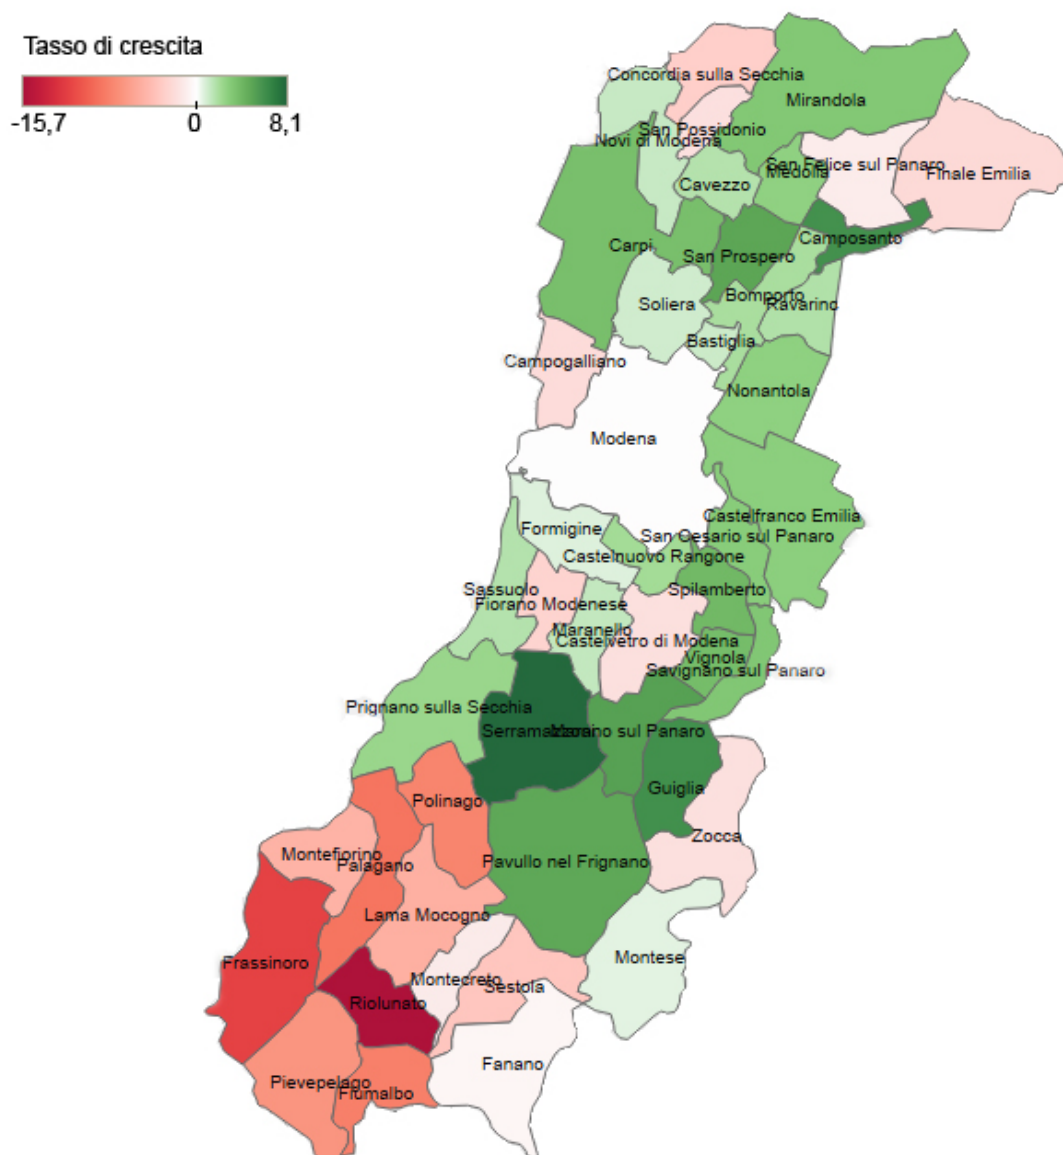 Tasso di crescita
-15,7 0 8,1
Concordia sulla Secchia
Mirandola
San Possidonio
Novi di Modena
San Felice sul Panaro
Medolla
Finale Emilia
Cavezzo
Camposanto
Carpi
San Prospero
Bomporto
Ravarino
Soliera
Bastiglia
Campogalliano
Nonantola
Modena
Castelfranco Emilia
Formigine
San Cesario sul Panaro
Castelnuovo Rangone
Sassuolo
Spilamberto
Fiorano Modenese
Maranello
Castelvetro di Modena
Vignola
Savignano sul Panaro
Prignano sulla Secchia
Serramazzoni
Marano sul Panaro
Guiglia
Polinago
Zocca
Montefiorino
Palagano
Pavullo nel Frignano
Lama Mocogno
Frassinoro
Montese
Montecreto
Sestola
Riolunato
Fanano
Pievepelago
Fiumalbo